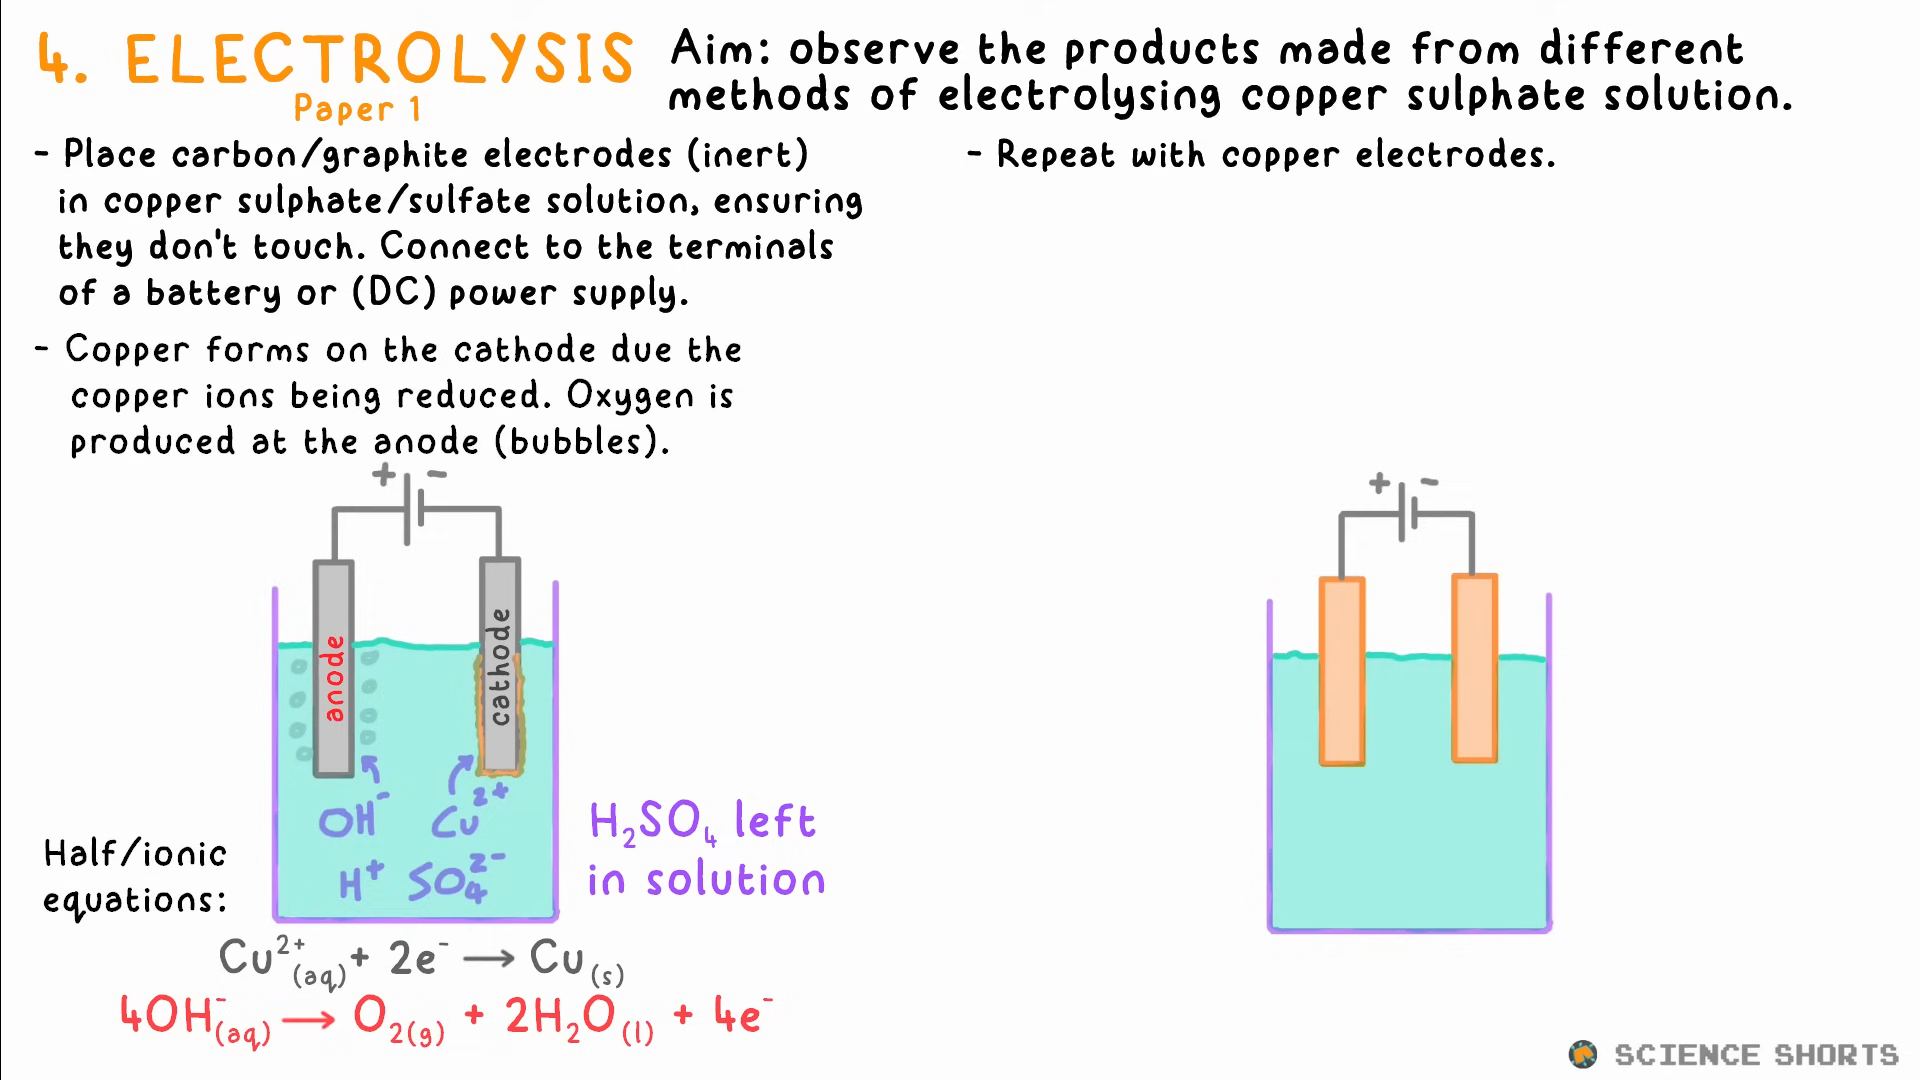 4. ELECTROLYSIS
Paper 1
Aim: observe the products made from different
methods of electrolysing copper sulphate solution.
- Place carbon/graphite electrodes (inert)
in copper sulphate/sulfate solution, ensuring
they don't touch. Connect to the terminals
of a battery or (DC) power supply.
- Copper forms on the cathode due the
copper ions being reduced. Oxygen is
produced at the anode (bubbles).
- Repeat with copper electrodes.
+ -
anode
cathode
OH⁻ Cu²⁺
H⁺ SO₄²⁻
H₂SO₄ left
in solution
Half/ionic
equations:
Cu²⁺(aq) + 2e⁻ → Cu(s)
4OH⁻(aq) → O₂(g) + 2H₂O(l) + 4e⁻
+ -
SCIENCE SHORTS